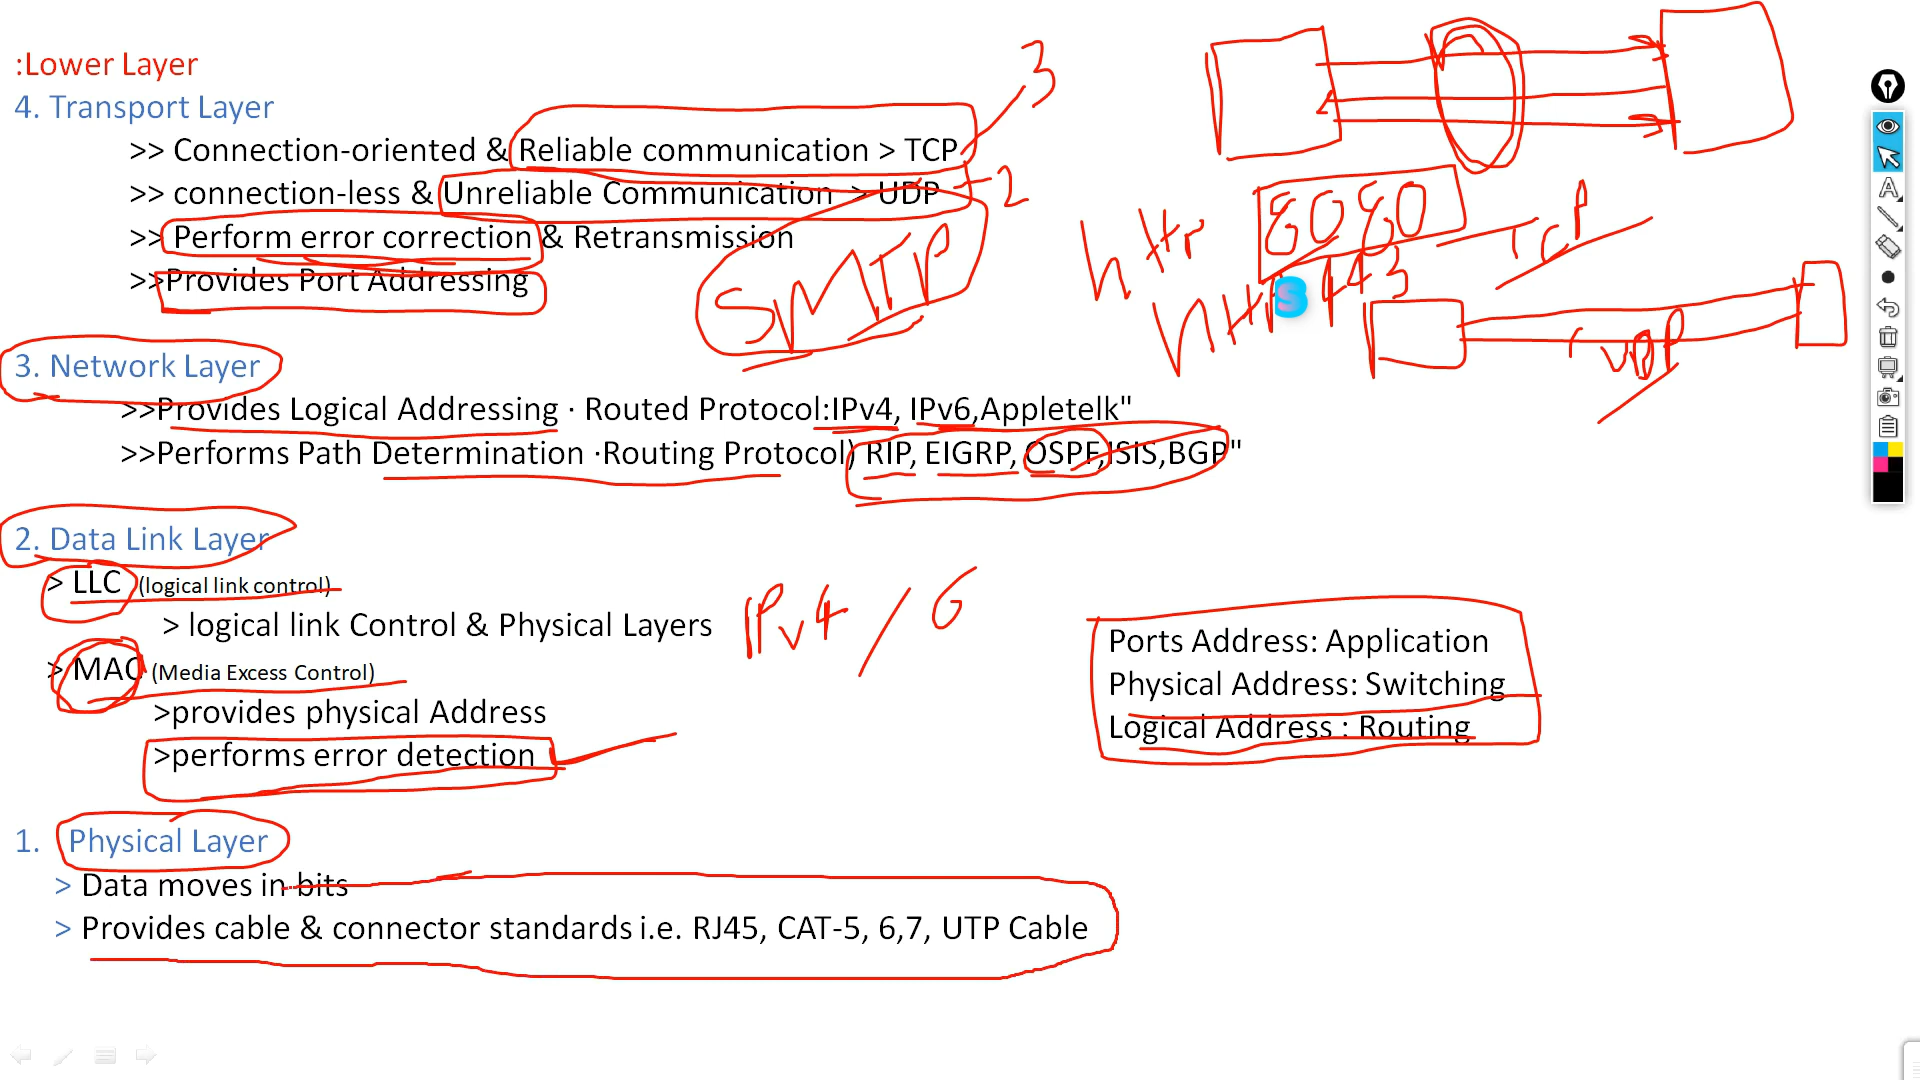 :Lower Layer
4. Transport Layer
>> Connection-oriented & Reliable communication > TCP
3
>> connection-less & Unreliable Communication > UDP
2
>> Perform error correction & Retransmission
>>Provides Port Addressing
SMTP
http 8080
TCP
http S 443
UDP
3. Network Layer
>>Provides Logical Addressing · Routed Protocol:IPv4, IPv6,Appletelk"
>>Performs Path Determination ·Routing Protocol) RIP, EIGRP, OSPF,ISIS,BGP"
2. Data Link Layer
> LLC (logical link control)
> logical link Control & Physical Layers
IPv4 / 6
> MAC (Media Excess Control)
>provides physical Address
>performs error detection
Ports Address: Application
Physical Address: Switching
Logical Address : Routing
1. Physical Layer
> Data moves in bits
> Provides cable & connector standards i.e. RJ45, CAT-5, 6,7, UTP Cable